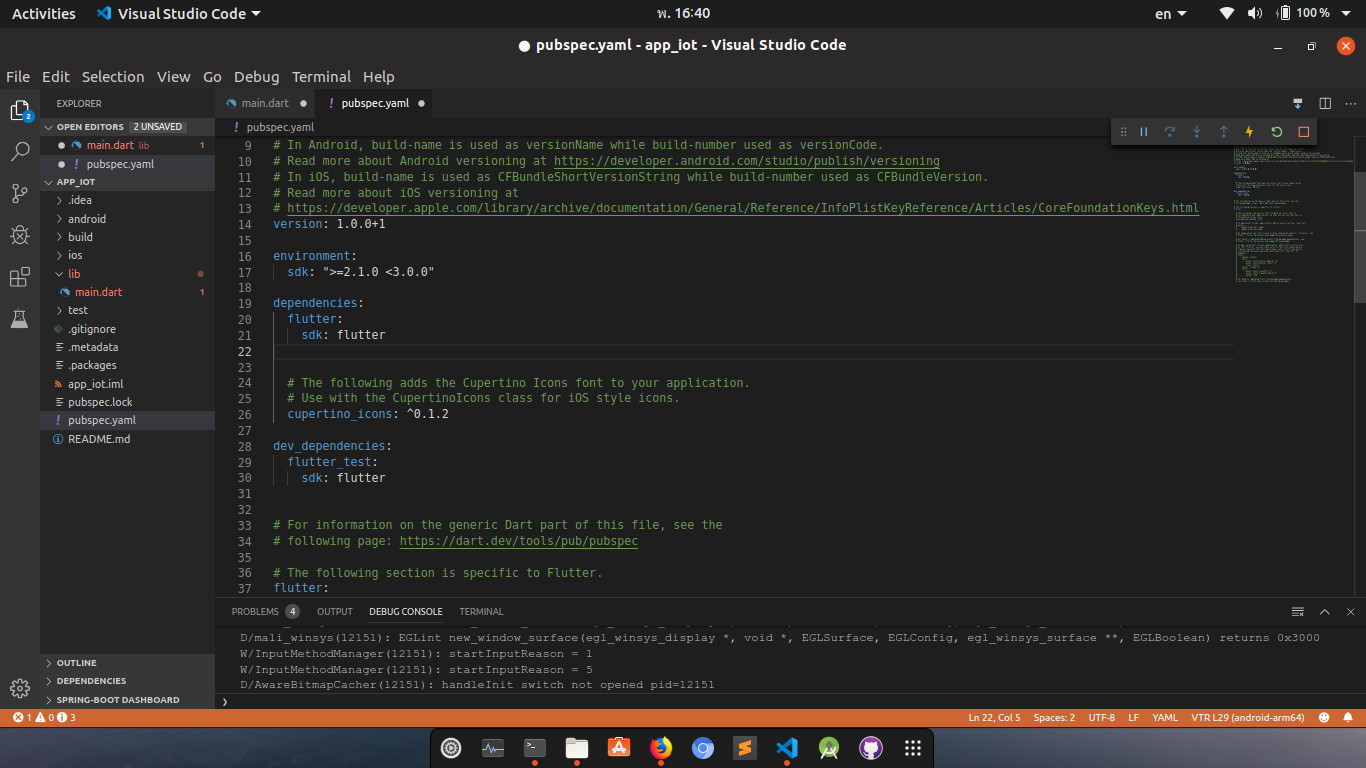 Activities Visual Studio Code พ. 16:40 en 100 %
pubspec.yaml - app_iot - Visual Studio Code
File Edit Selection View Go Debug Terminal Help
EXPLORER
OPEN EDITORS 2 UNSAVED
main.dart lib 1
pubspec.yaml
APP_IOT
.idea
android
build
ios
lib
main.dart 1
test
.gitignore
.metadata
.packages
app_iot.iml
pubspec.lock
pubspec.yaml
README.md
OUTLINE
DEPENDENCIES
SPRING-BOOT DASHBOARD
2
main.dart pubspec.yaml
pubspec.yaml
9 # In Android, build-name is used as versionName while build-number used as versionCode.
10 # Read more about Android versioning at https://developer.android.com/studio/publish/versioning
11 # In iOS, build-name is used as CFBundleShortVersionString while build-number used as CFBundleVersion.
12 # Read more about iOS versioning at
13 # https://developer.apple.com/library/archive/documentation/General/Reference/InfoPlistKeyReference/Articles/CoreFoundationKeys.html
14 version: 1.0.0+1
15
16 environment:
17 sdk: ">=2.1.0 <3.0.0"
18
19 dependencies:
20 flutter:
21 sdk: flutter
22
23
24 # The following adds the Cupertino Icons font to your application.
25 # Use with the CupertinoIcons class for iOS style icons.
26 cupertino_icons: ^0.1.2
27
28 dev_dependencies:
29 flutter_test:
30 sdk: flutter
31
32
33 # For information on the generic Dart part of this file, see the
34 # following page: https://dart.dev/tools/pub/pubspec
35
36 # The following section is specific to Flutter.
37 flutter:
PROBLEMS 4 OUTPUT DEBUG CONSOLE TERMINAL
D/mali_winsys(12151): EGLint new_window_surface(egl_winsys_display *, void *, EGLSurface, EGLConfig, egl_winsys_surface **, EGLBoolean) returns 0x3000
W/InputMethodManager(12151): startInputReason = 1
W/InputMethodManager(12151): startInputReason = 5
D/AwareBitmapCacher(12151): handleInit switch not opened pid=12151
1 0 3 Ln 22, Col 5 Spaces: 2 UTF-8 LF YAML VTR L29 (android-arm64)